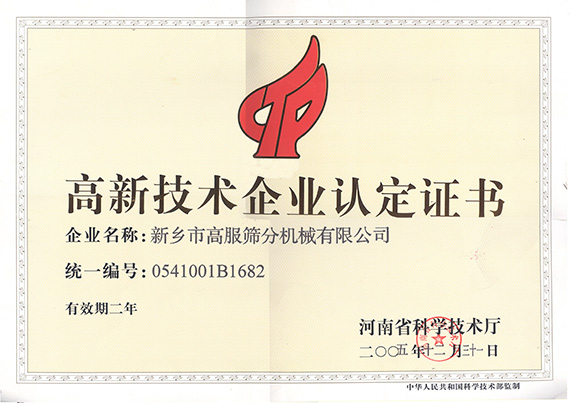 高新技术企业认定证书
企业名称：新乡市高服筛分机械有限公司
统一编号：0541001B1682
有效期二年
河南省科学技术厅
二〇〇五年十二月三十一日
中华人民共和国科学技术部监制